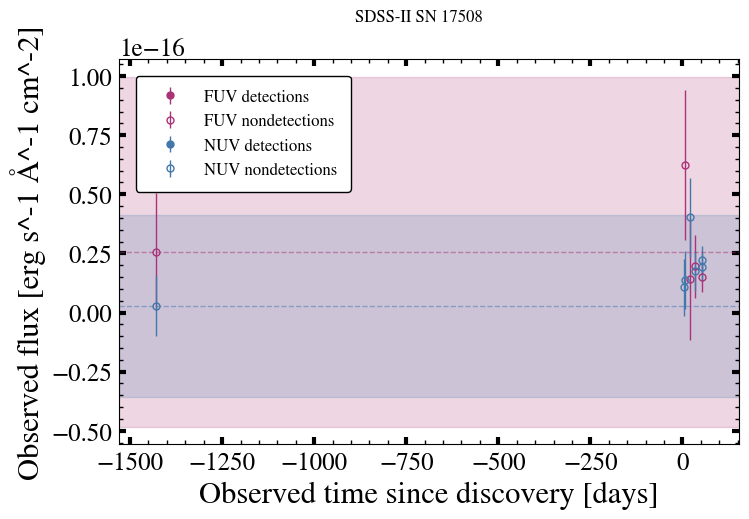 SDSS-II SN 17508
1e−16
1.00
0.75
0.50
0.25
0.00
−0.25
−0.50
Observed flux [erg s^-1 Å^-1 cm^-2]
FUV detections
FUV nondetections
NUV detections
NUV nondetections
−1500 −1250 −1000 −750 −500 −250 0
Observed time since discovery [days]